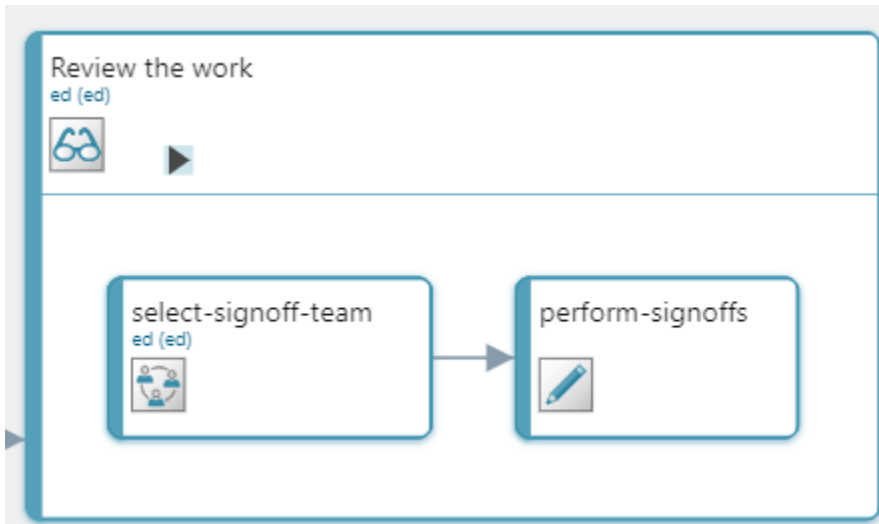 Review the work
ed (ed)
select-signoff-team
ed (ed)
perform-signoffs